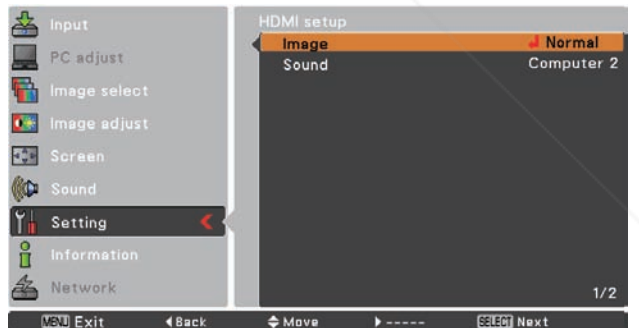 Input
PC adjust
Image select
Image adjust
Screen
Sound
Setting
Information
Network
HDMI setup
Image Normal
Sound Computer 2
1/2
MENU Exit Back Move ----- SELECT Next